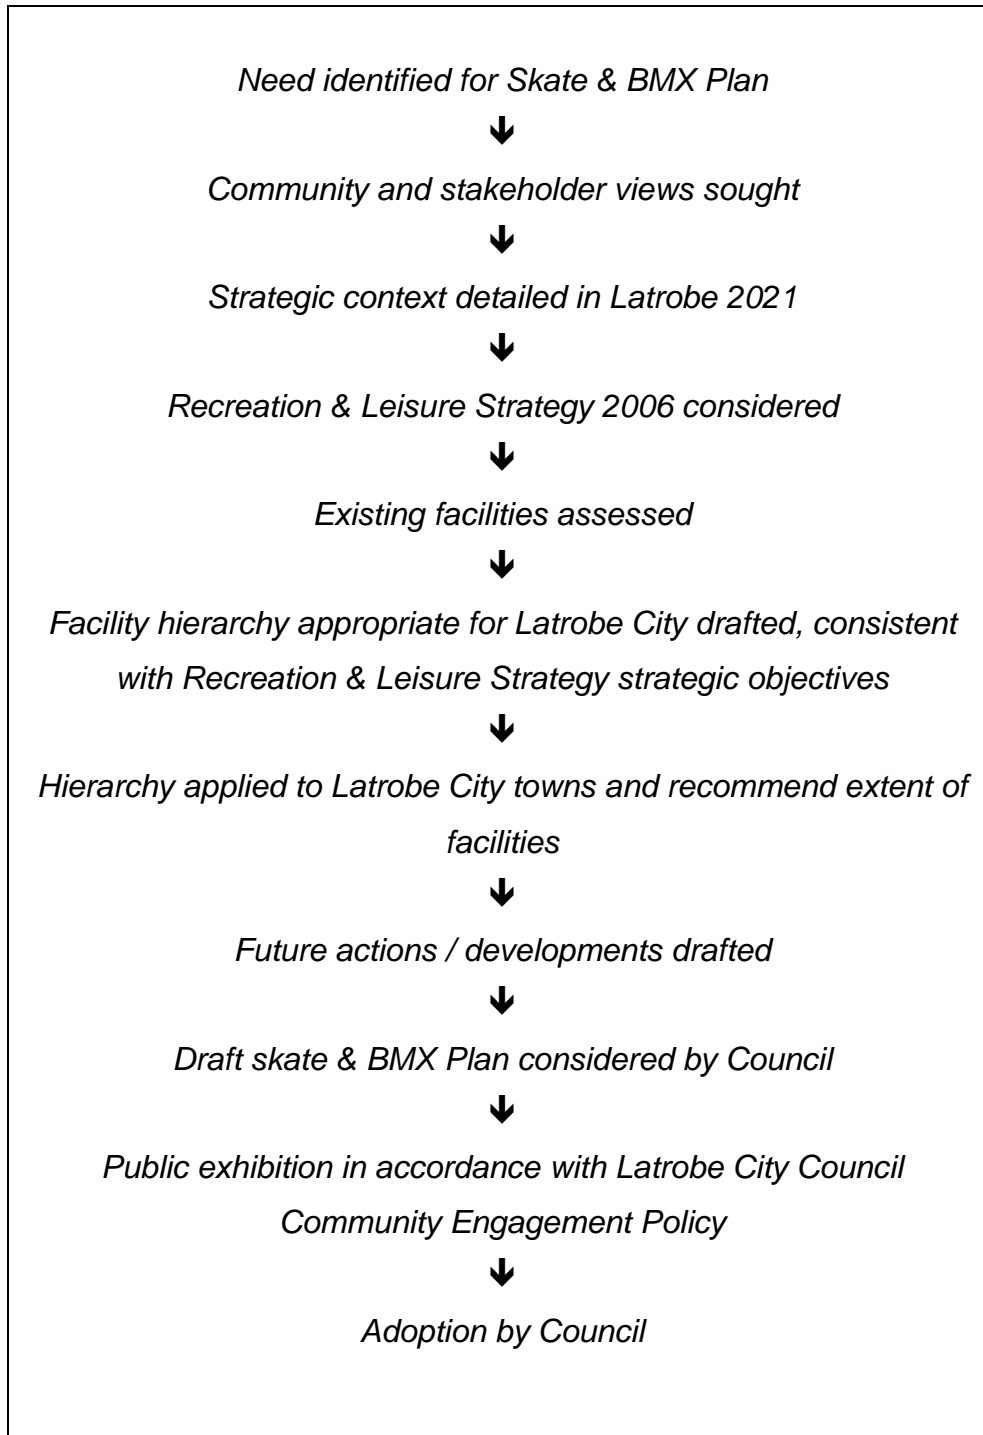 Need identified for Skate & BMX Plan
Community and stakeholder views sought
Strategic context detailed in Latrobe 2021
Recreation & Leisure Strategy 2006 considered
Existing facilities assessed
Facility hierarchy appropriate for Latrobe City drafted, consistent
with Recreation & Leisure Strategy strategic objectives
Hierarchy applied to Latrobe City towns and recommend extent of
facilities
Future actions / developments drafted
Draft skate & BMX Plan considered by Council
Public exhibition in accordance with Latrobe City Council
Community Engagement Policy
Adoption by Council